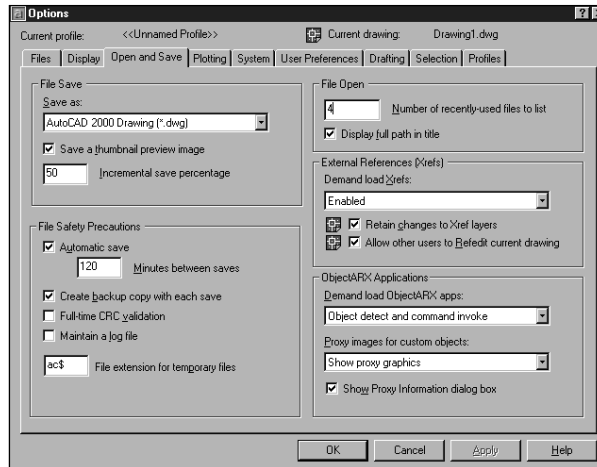 Options
Current profile: <<Unnamed Profile>> Current drawing: Drawing1.dwg
Files Display Open and Save Plotting System User Preferences Drafting Selection Profiles
File Save
Save as:
AutoCAD 2000 Drawing (*.dwg)
Save a thumbnail preview image
50 Incremental save percentage
File Safety Precautions
Automatic save
120 Minutes between saves
Create backup copy with each save
Full-time CRC validation
Maintain a log file
ac$ File extension for temporary files
File Open
4 Number of recently-used files to list
Display full path in title
External References (Xrefs)
Demand load Xrefs:
Enabled
Retain changes to Xref layers
Allow other users to Refedit current drawing
ObjectARX Applications
Demand load ObjectARX apps:
Object detect and command invoke
Proxy images for custom objects:
Show proxy graphics
Show Proxy Information dialog box
OK Cancel Apply Help